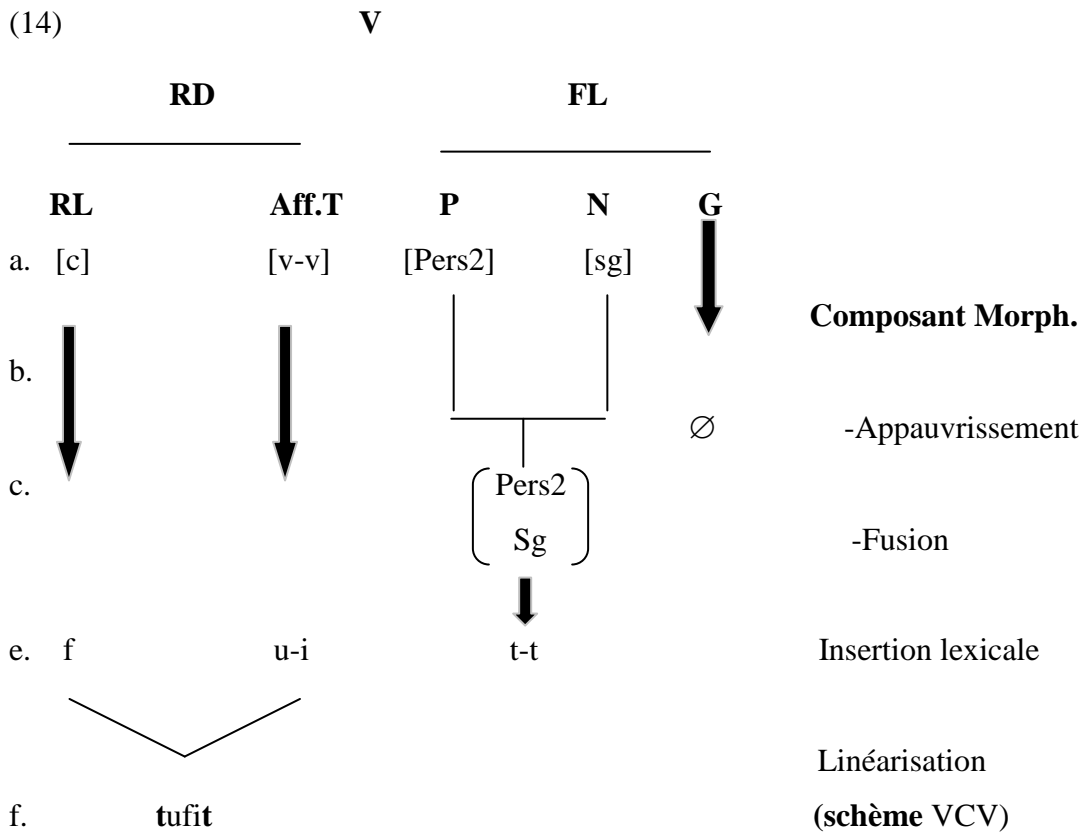 (14) V
RD FL
RL Aff.T P N G
a. [c] [v-v] [Pers2] [sg]
Composant Morph.
b.
∅ -Appauvrissement
c. Pers2
Sg -Fusion
e. f u-i t-t Insertion lexicale
Linéarisation
f. tufit (schème VCV)